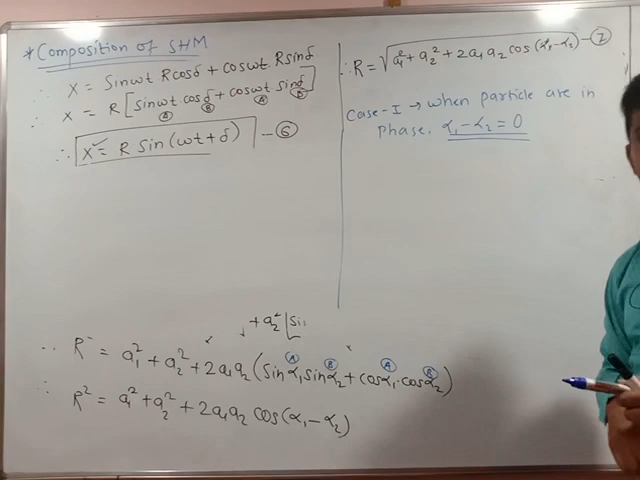 * Composition of SHM
∴ x = Sinωt Rcosδ + cosωt Rsinδ
∴ x = R [sinωt cosδ + cosωt sinδ]
A B A B
∴ x = R Sin(ωt + δ) — 6
+ a₂² [Si
∴ R² = a₁² + a₂² + 2a₁a₂ (sinα₁ sinα₂ + cosα₁ · cosα₂)
A B A B
∴ R² = a₁² + a₂² + 2a₁a₂ cos(α₁ − α₂)
∴ R = √a₁² + a₂² + 2a₁a₂ cos(α₁ − α₂) — 7
Case-I → when particle are in
phase. α₁ − α₂ = 0